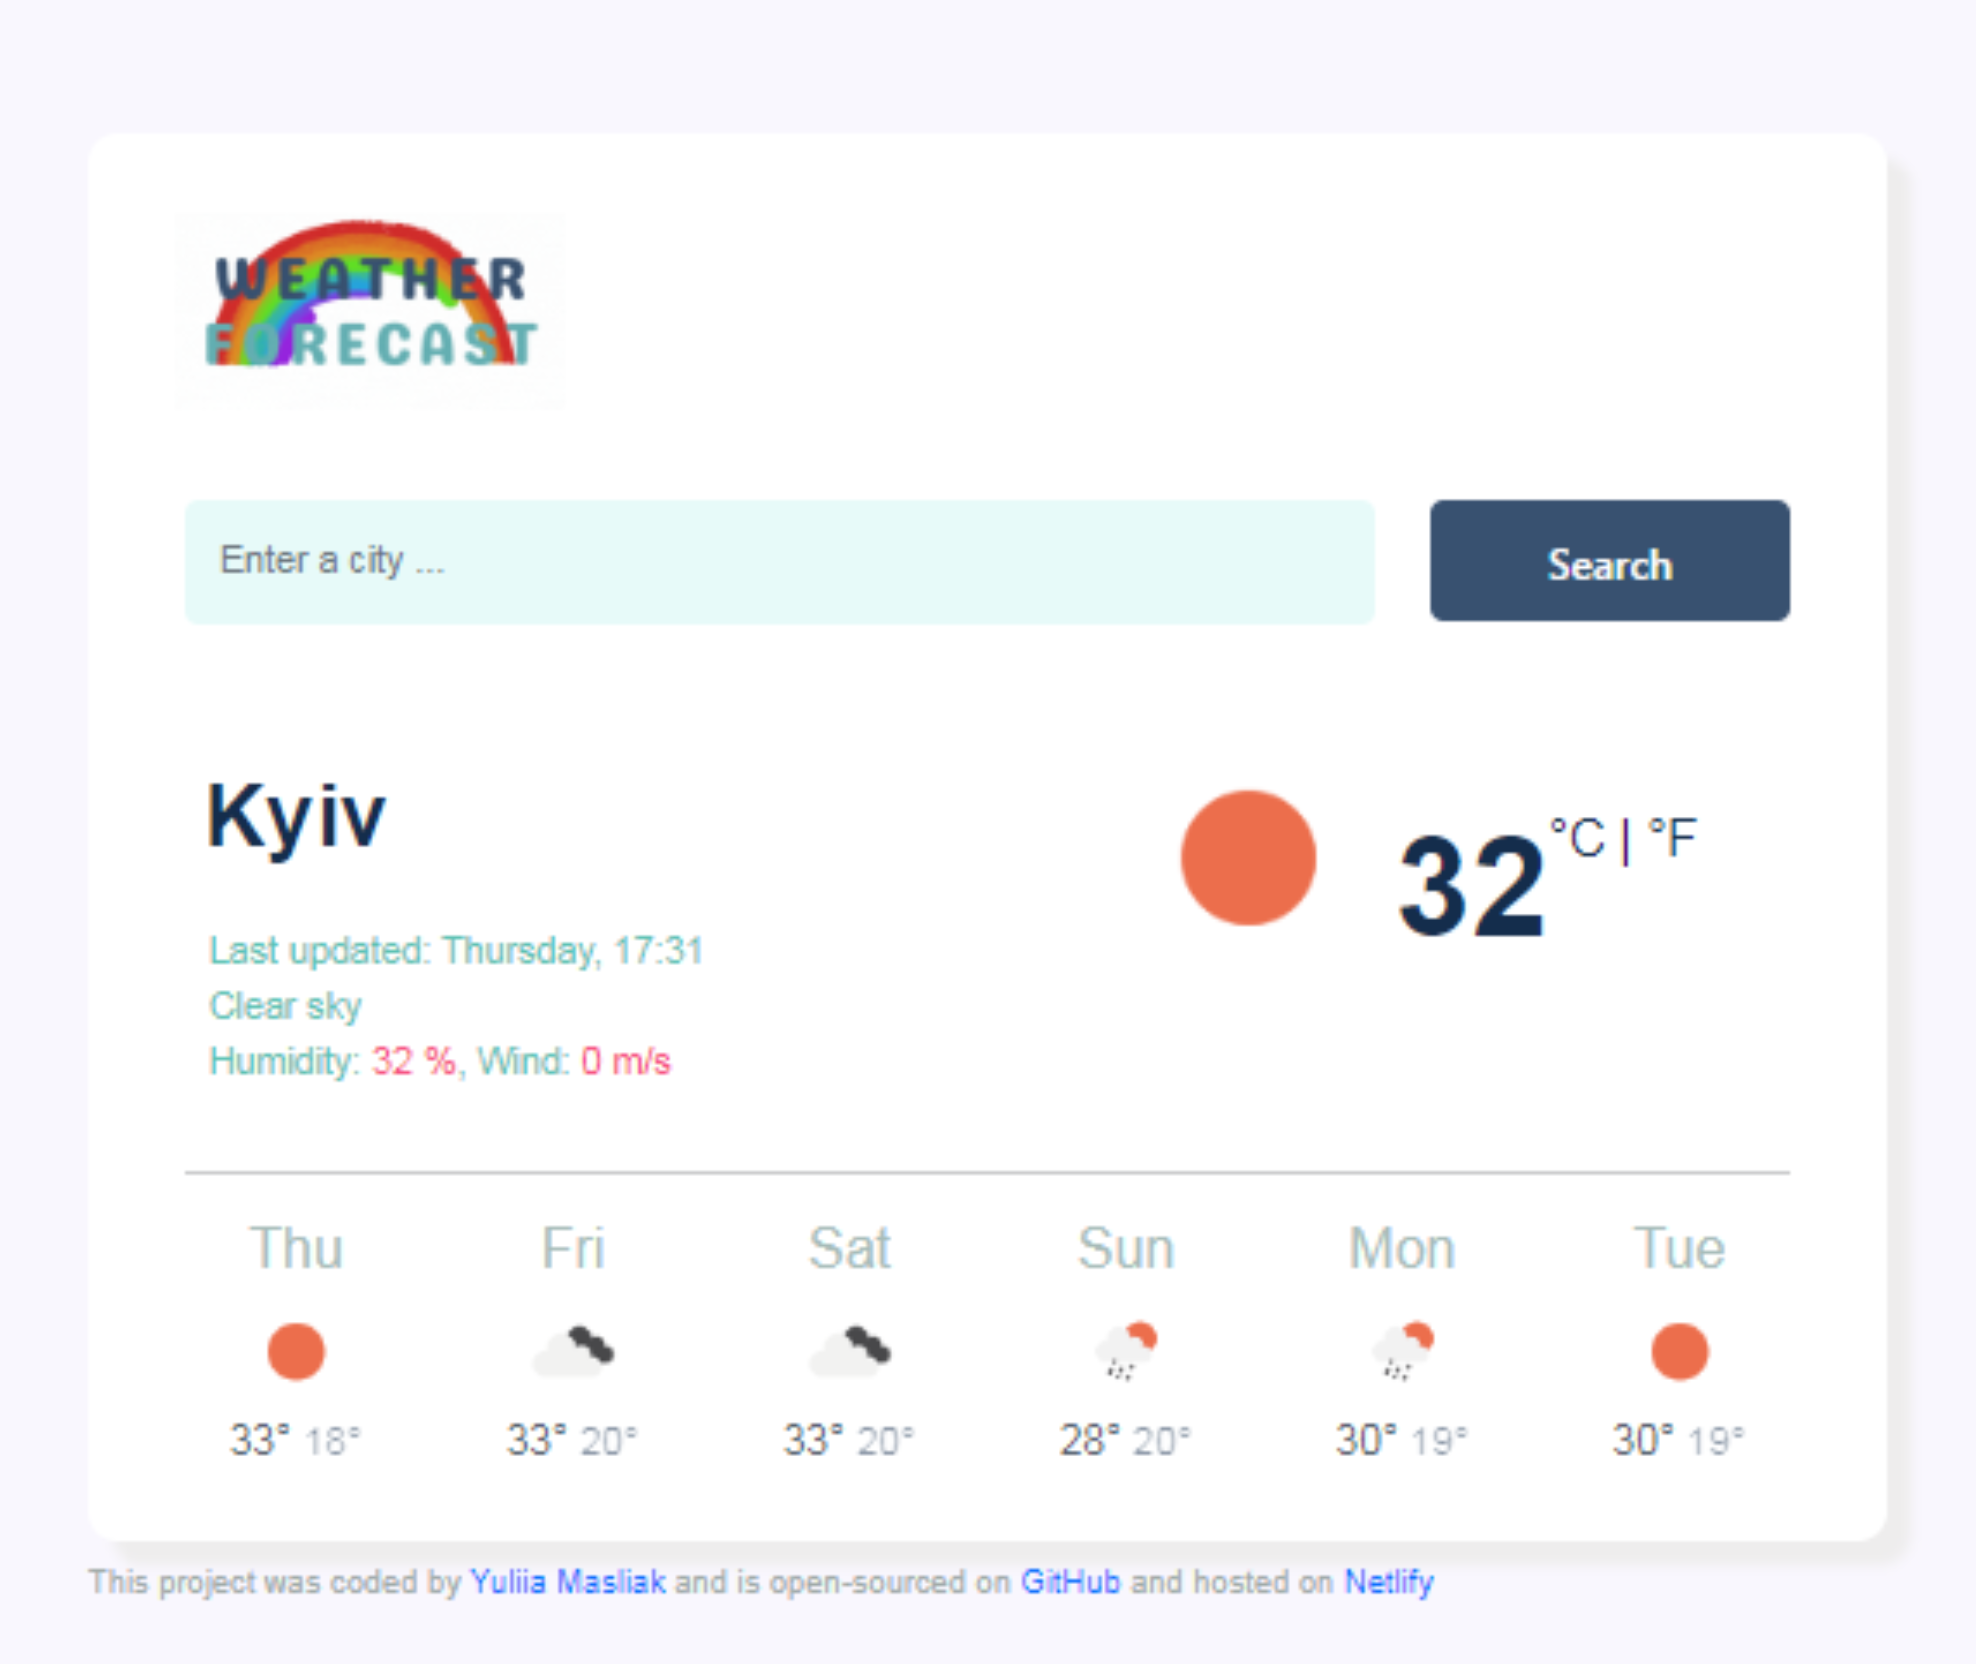 WEATHER
FORECAST
Enter a city ...
Search
Kyiv
32 °C | °F
Last updated: Thursday, 17:31
Clear sky
Humidity: 32 %, Wind: 0 m/s
Thu Fri Sat Sun Mon Tue
33° 18° 33° 20° 33° 20° 28° 20° 30° 19° 30° 19°
This project was coded by Yuliia Masliak and is open-sourced on GitHub and hosted on Netlify